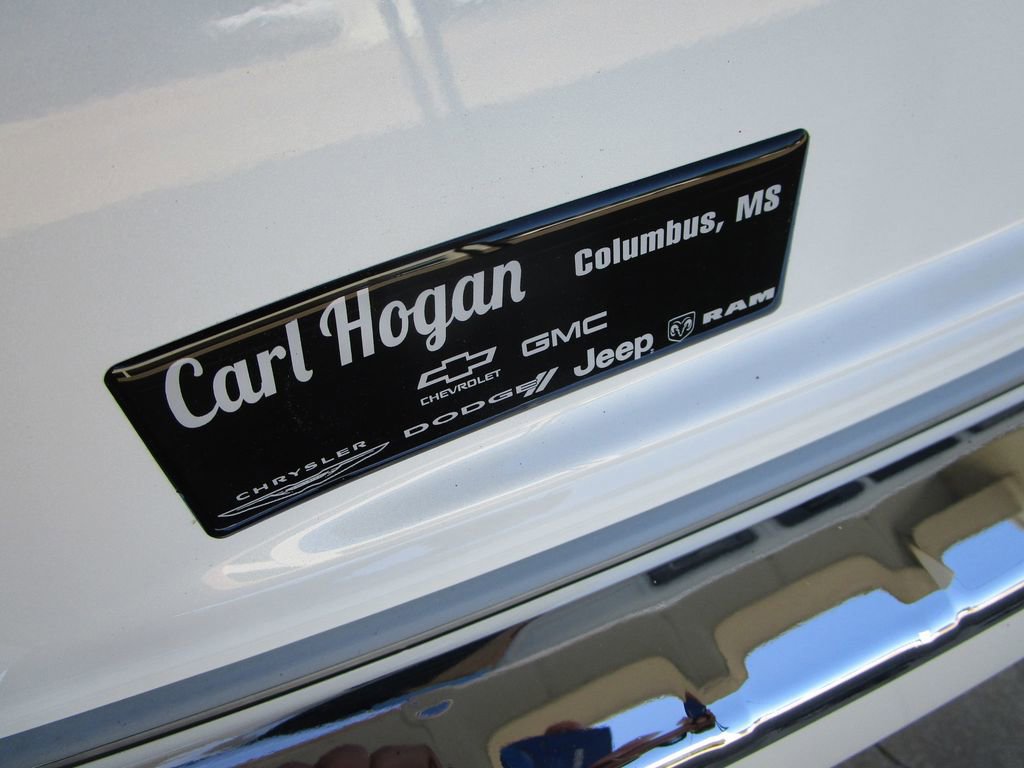 Carl Hogan
Columbus, MS
CHEVROLET
GMC
CHRYSLER
DODGE
Jeep
RAM